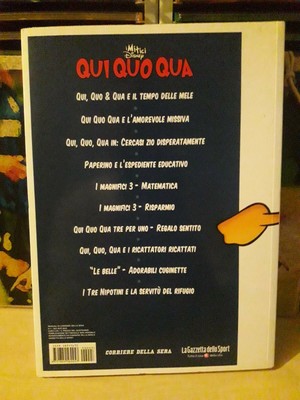 i Mitici
DISNEY
QUI QUO QUA
QUI, QUO & QUA E IL TEMPO DELLE MELE
QUI QUO QUA E L'AMOREVOLE MISSIVA
QUI, QUO, QUA IN: CERCASI ZIO DISPERATAMENTE
PAPERINO E L'ESPEDIENTE EDUCATIVO
I MAGNIFICI 3 - MATEMATICA
I MAGNIFICI 3 - RISPARMIO
QUI QUO QUA TRE PER UNO - REGALO SENTITO
QUI, QUO, QUA E I RICATTATORI RICATTATI
"LE BELLE" - ADORABILI CUGINETTE
I TRE NIPOTINI E LA SERVITÙ DEL RIFUGIO
CORRIERE DELLA SERA
La Gazzetta dello Sport